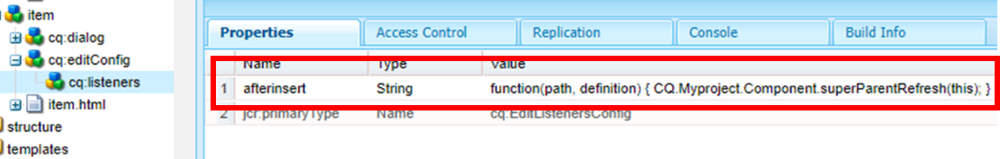 item
cq:dialog
cq:editConfig
cq:listeners
item.html
structure
templates
Properties Access Control Replication Console Build Info
Name Type Value
1 afterinsert String function(path, definition) { CQ.Myproject.Component.superParentRefresh(this); }
2 jcr:primaryType Name cq:EditListenersConfig